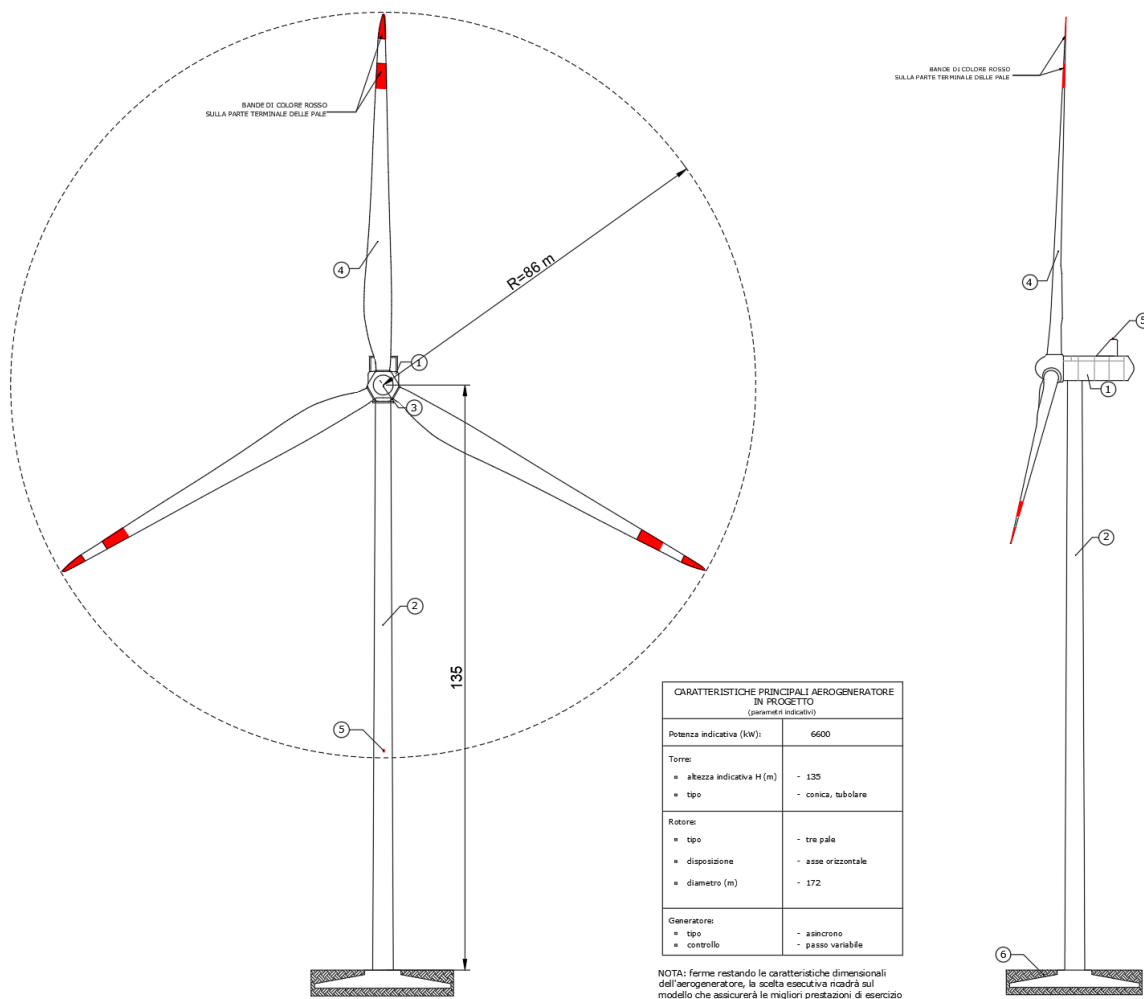 BANDE DI COLORE ROSSO
SULLA PARTE TERMINALE DELLE PALE
4
R=86 m
1
3
2
135
5
BANDE DI COLORE ROSSO
SULLA PARTE TERMINALE DELLE PALE
4
5
1
2
6
CARATTERISTICHE PRINCIPALI AEROGENERATORE
IN PROGETTO
(parametri indicativi)
Potenza indicativa (kW): 6600
Torre:
altezza indicativa H (m) - 135
tipo - conica, tubolare
Rotore:
tipo - tre pale
disposizione - asse orizzontale
diametro (m) - 172
Generatore:
tipo - asincrono
controllo - passo variabile
NOTA: ferme restando le caratteristiche dimensionali
dell'aerogeneratore, la scelta esecutiva ricadrà sul
modello che assicurerà le migliori prestazioni di esercizio